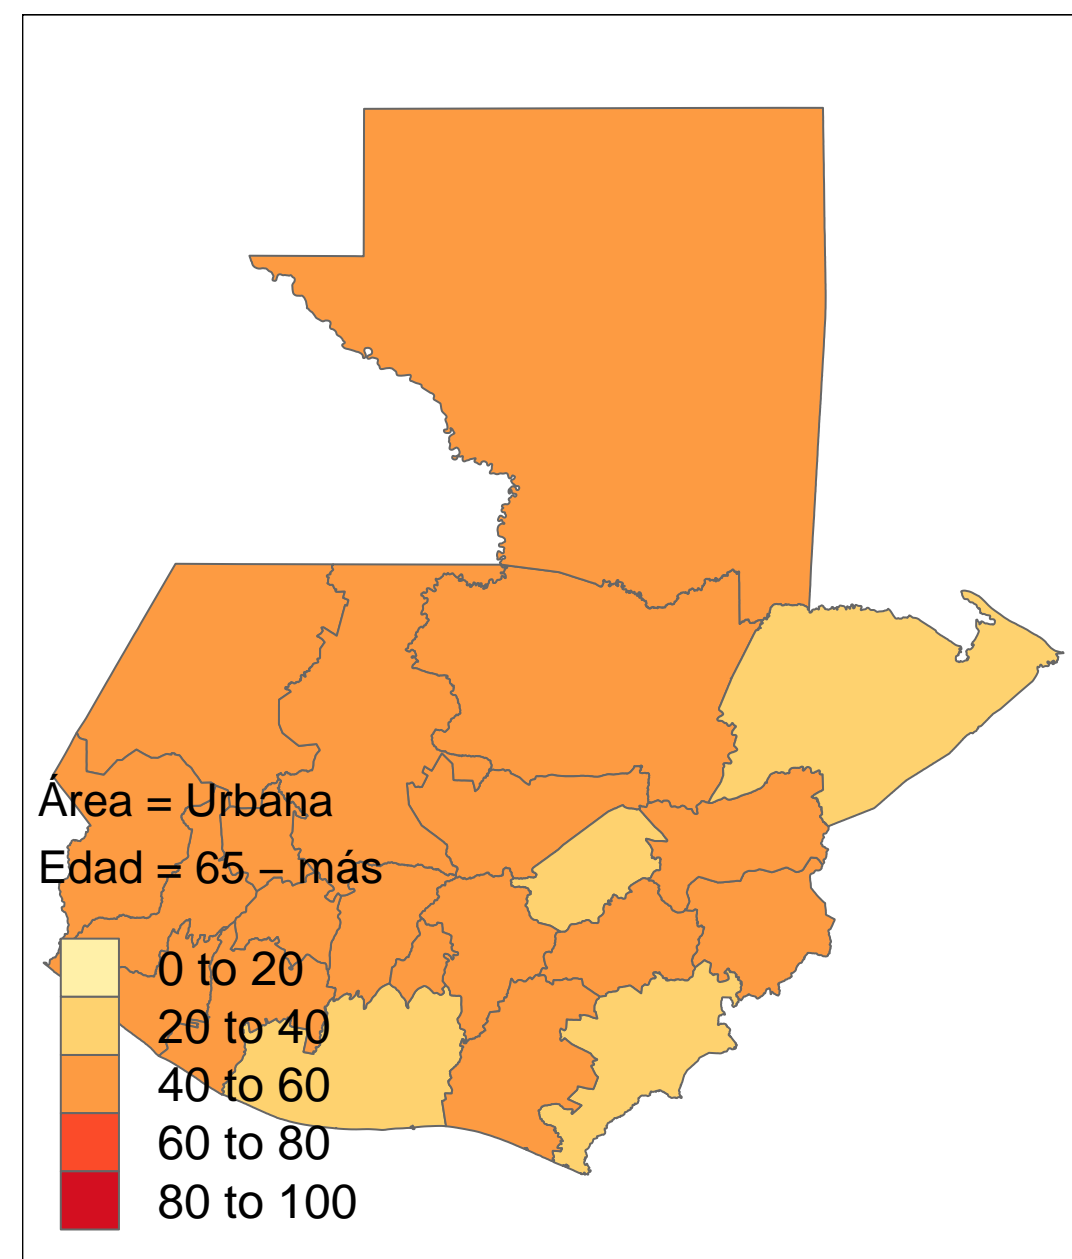 Área = Urbana
Edad = 65 – más
0 to 20
20 to 40
40 to 60
60 to 80
80 to 100